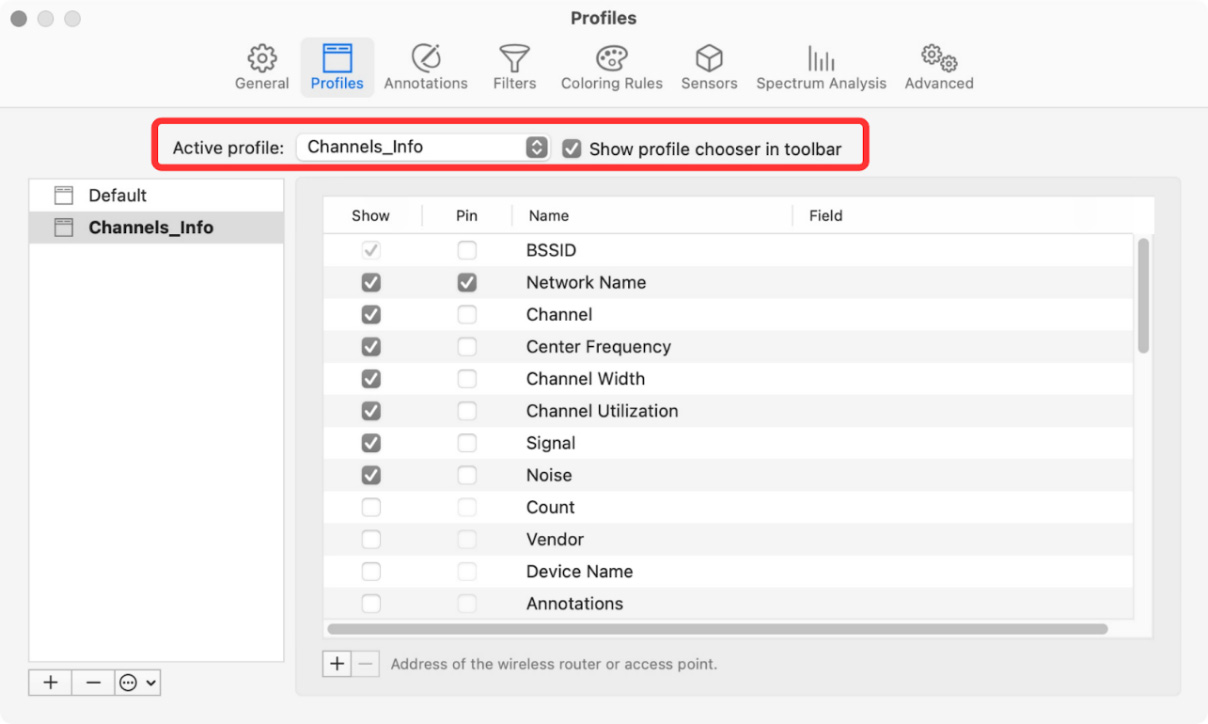 Profiles
General Profiles Annotations Filters Coloring Rules Sensors Spectrum Analysis Advanced
Active profile: Channels_Info Show profile chooser in toolbar
Default
Channels_Info
Show Pin Name Field
BSSID
Network Name
Channel
Center Frequency
Channel Width
Channel Utilization
Signal
Noise
Count
Vendor
Device Name
Annotations
Address of the wireless router or access point.